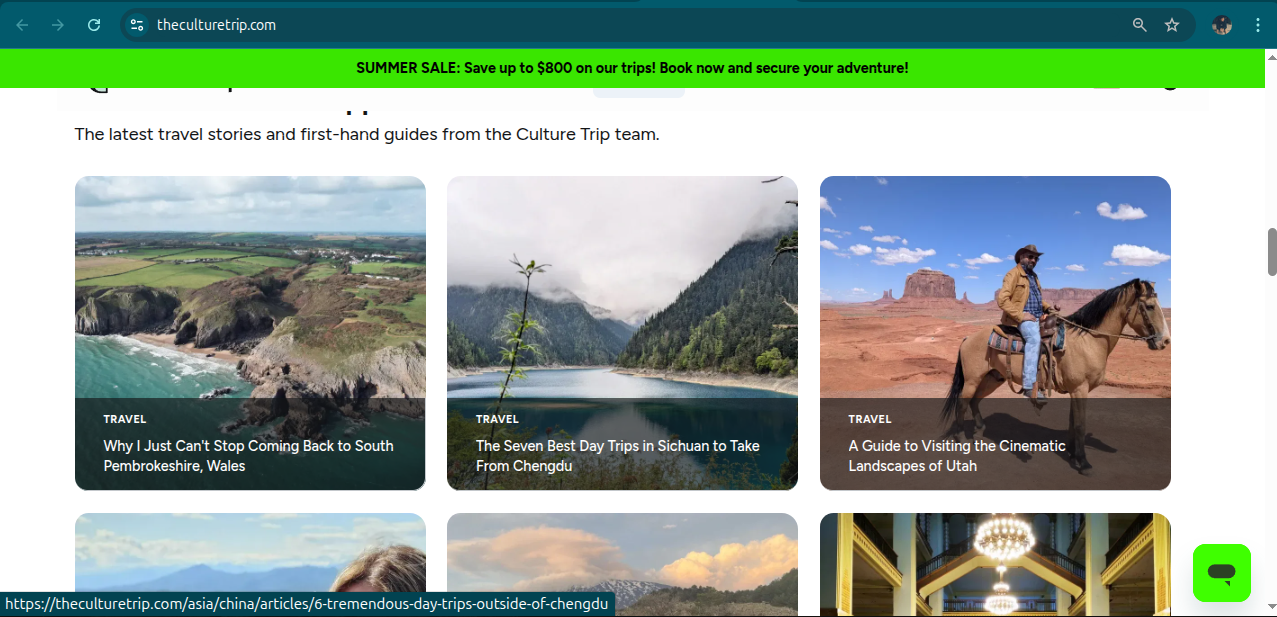 theculturetrip.com
SUMMER SALE: Save up to $800 on our trips! Book now and secure your adventure!
The latest travel stories and first-hand guides from the Culture Trip team.
TRAVEL
Why I Just Can't Stop Coming Back to South
Pembrokeshire, Wales
TRAVEL
The Seven Best Day Trips in Sichuan to Take
From Chengdu
TRAVEL
A Guide to Visiting the Cinematic
Landscapes of Utah
https://theculturetrip.com/asia/china/articles/6-tremendous-day-trips-outside-of-chengdu